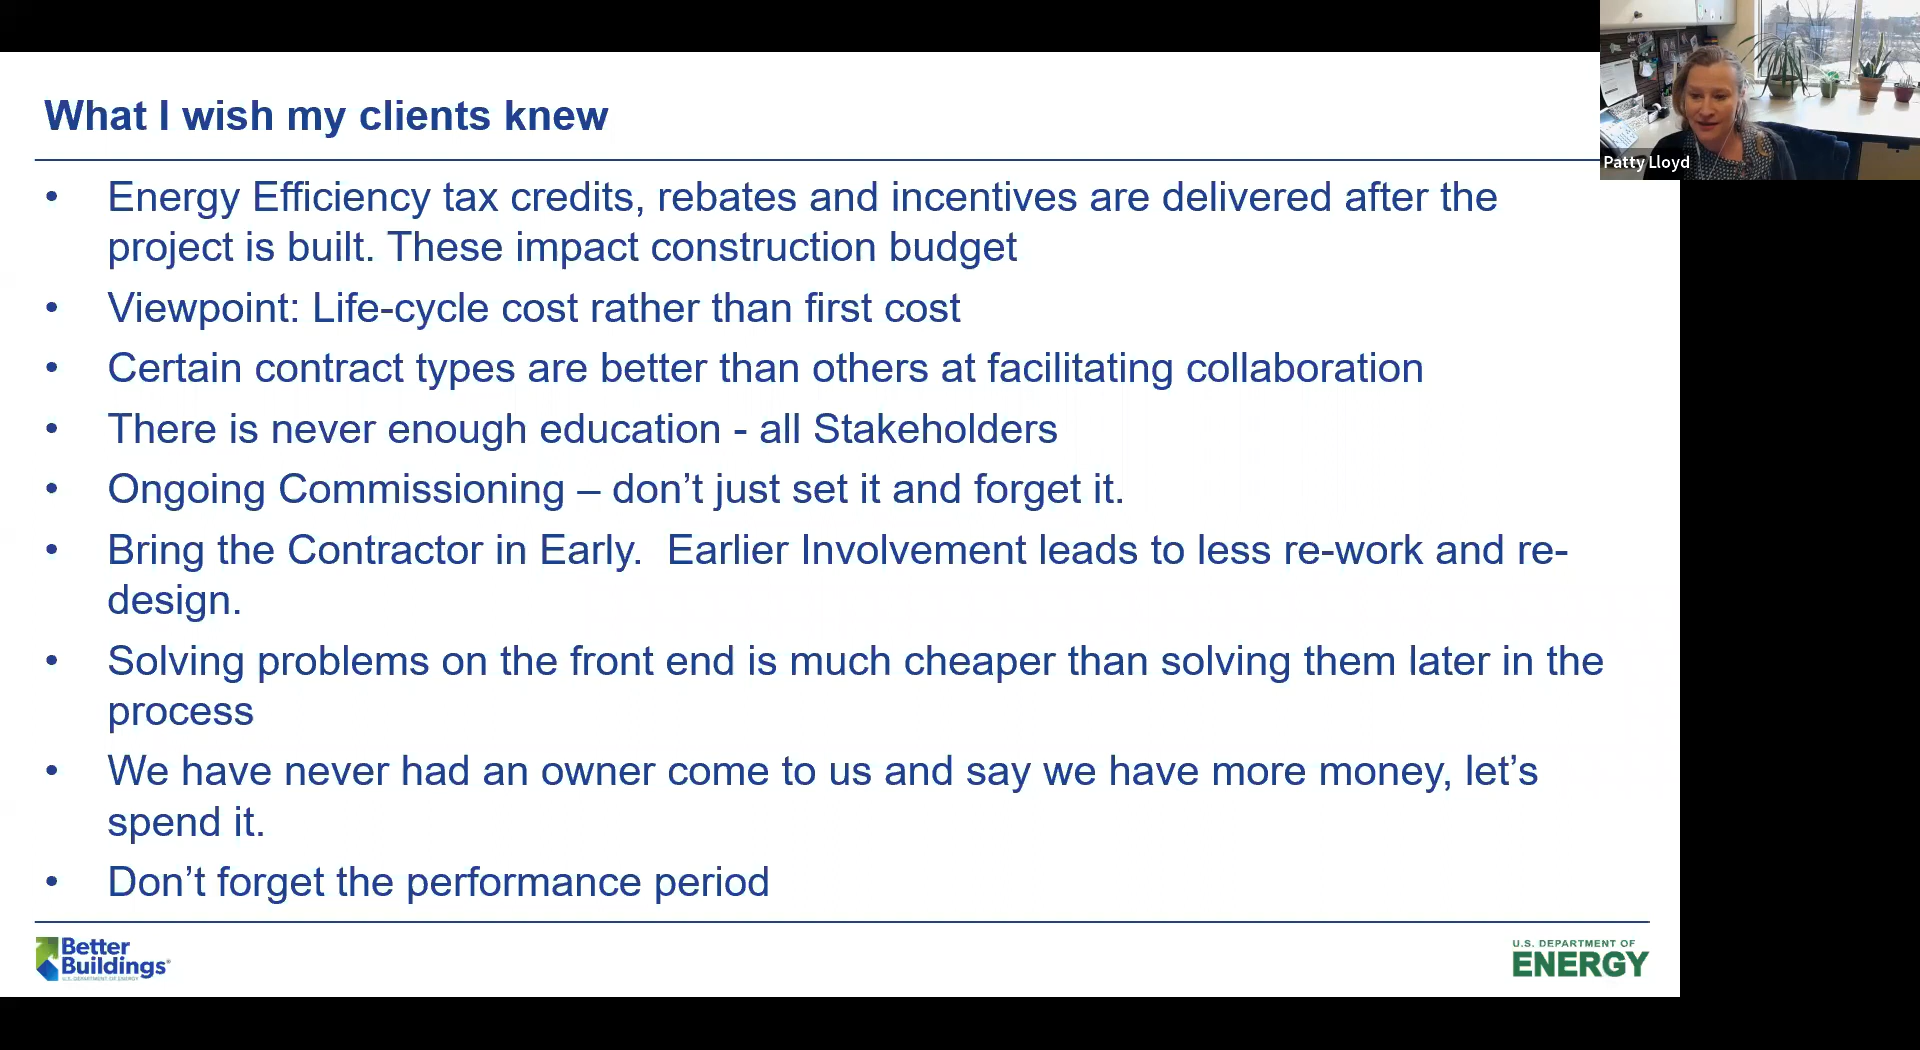 What I wish my clients knew
Patty Lloyd
• Energy Efficiency tax credits, rebates and incentives are delivered after the
project is built. These impact construction budget
• Viewpoint: Life-cycle cost rather than first cost
• Certain contract types are better than others at facilitating collaboration
• There is never enough education - all Stakeholders
• Ongoing Commissioning – don’t just set it and forget it.
• Bring the Contractor in Early.  Earlier Involvement leads to less re-work and re-
design.
• Solving problems on the front end is much cheaper than solving them later in the
process
• We have never had an owner come to us and say we have more money, let’s
spend it.
• Don’t forget the performance period
Better
Buildings®
U.S. DEPARTMENT OF ENERGY
U.S. DEPARTMENT OF
ENERGY